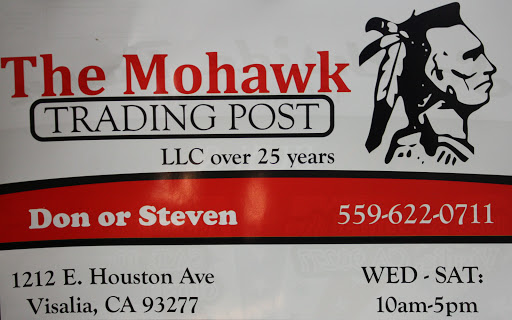 The Mohawk
TRADING POST
LLC over 25 years
Don or Steven
559-622-0711
1212 E. Houston Ave
Visalia, CA 93277
WED - SAT:
10am-5pm